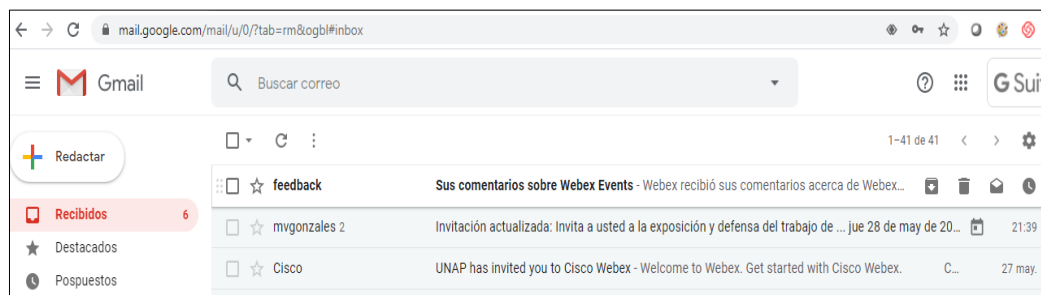 mail.google.com/mail/u/0/?tab=rm&ogbl#inbox
Gmail
Buscar correo
G Suit
Redactar
1–41 de 41
feedback
Sus comentarios sobre Webex Events - Webex recibió sus comentarios acerca de Webex...
Recibidos 6
mvgonzales 2
Invitación actualizada: Invita a usted a la exposición y defensa del trabajo de ... jue 28 de may de 20...
21:39
Destacados
Cisco
UNAP has invited you to Cisco Webex - Welcome to Webex. Get started with Cisco Webex.
C...
27 may.
Pospuestos